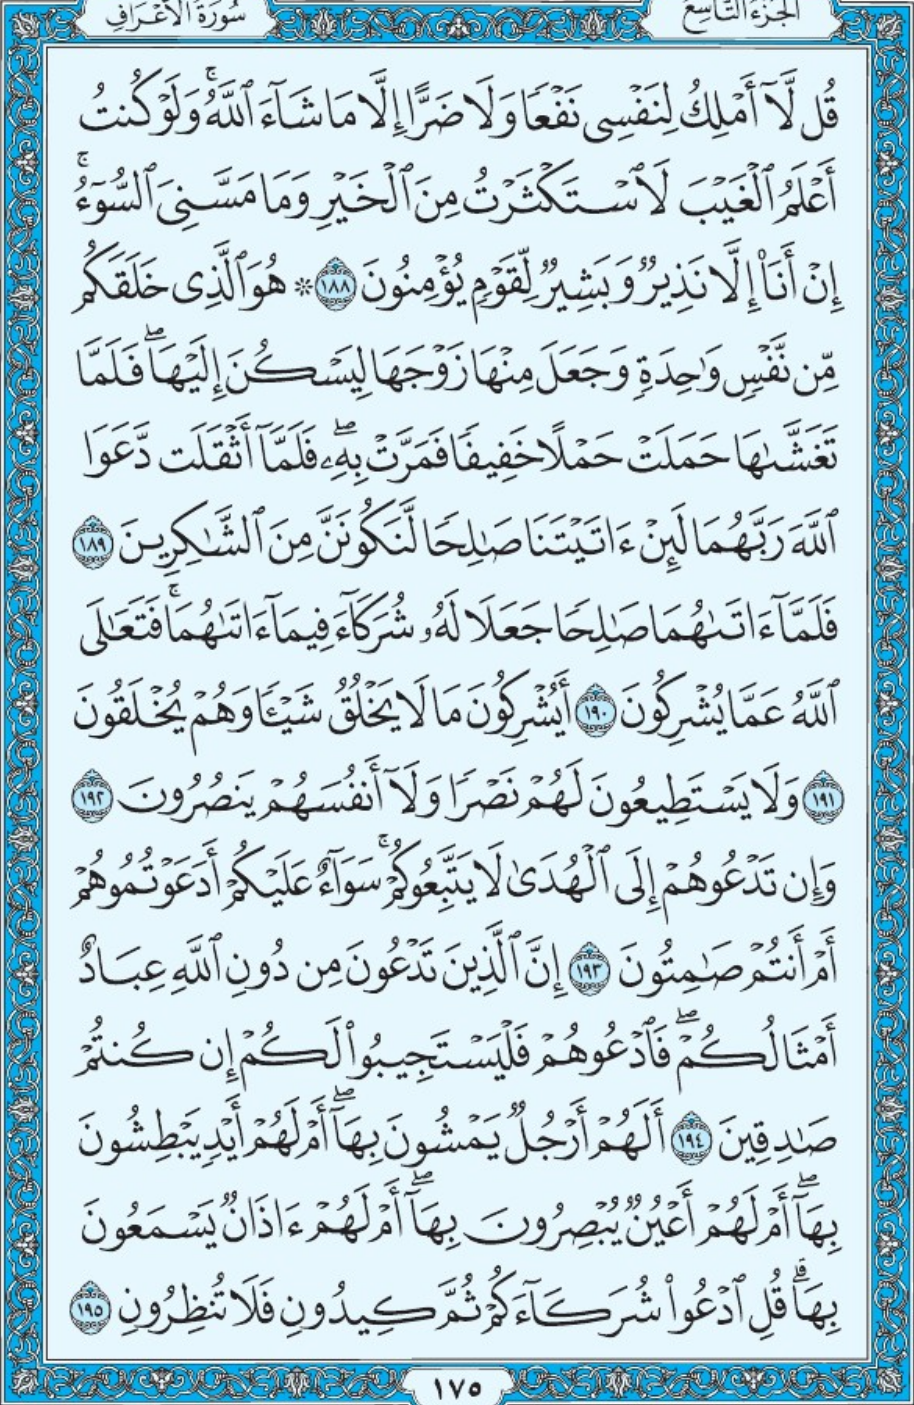 سُورَةُ الأَعْرَافِ
الجُزْءُ التَّاسِعُ
قُل لَّآ أَمْلِكُ لِنَفْسِى نَفْعًا وَلَا ضَرًّا إِلَّا مَا شَآءَ ٱللَّهُ ۚ وَلَوْ كُنتُ
أَعْلَمُ ٱلْغَيْبَ لَٱسْتَكْثَرْتُ مِنَ ٱلْخَيْرِ وَمَا مَسَّنِىَ ٱلسُّوٓءُ ۚ
إِنْ أَنَا۠ إِلَّا نَذِيرٌ وَبَشِيرٌ لِّقَوْمٍ يُؤْمِنُونَ ١٨٨ ۞ هُوَ ٱلَّذِى خَلَقَكُم
مِّن نَّفْسٍ وَٰحِدَةٍ وَجَعَلَ مِنْهَا زَوْجَهَا لِيَسْكُنَ إِلَيْهَا ۖ فَلَمَّا
تَغَشَّىٰهَا حَمَلَتْ حَمْلًا خَفِيفًا فَمَرَّتْ بِهِۦ ۖ فَلَمَّآ أَثْقَلَت دَّعَوَا
ٱللَّهَ رَبَّهُمَا لَئِنْ ءَاتَيْتَنَا صَٰلِحًا لَّنَكُونَنَّ مِنَ ٱلشَّٰكِرِينَ ١٨٩
فَلَمَّآ ءَاتَىٰهُمَا صَٰلِحًا جَعَلَا لَهُۥ شُرَكَآءَ فِيمَآ ءَاتَىٰهُمَا ۚ فَتَعَٰلَى
ٱللَّهُ عَمَّا يُشْرِكُونَ ١٩٠ أَيُشْرِكُونَ مَا لَا يَخْلُقُ شَيْـًٔا وَهُمْ يُخْلَقُونَ
١٩١ وَلَا يَسْتَطِيعُونَ لَهُمْ نَصْرًا وَلَآ أَنفُسَهُمْ يَنصُرُونَ ١٩٢
وَإِن تَدْعُوهُمْ إِلَى ٱلْهُدَىٰ لَا يَتَّبِعُوكُمْ ۚ سَوَآءٌ عَلَيْكُمْ أَدَعَوْتُمُوهُمْ
أَمْ أَنتُمْ صَٰمِتُونَ ١٩٣ إِنَّ ٱلَّذِينَ تَدْعُونَ مِن دُونِ ٱللَّهِ عِبَادٌ
أَمْثَالُكُمْ ۖ فَٱدْعُوهُمْ فَلْيَسْتَجِيبُوا۟ لَكُمْ إِن كُنتُمْ
صَٰدِقِينَ ١٩٤ أَلَهُمْ أَرْجُلٌ يَمْشُونَ بِهَآ ۖ أَمْ لَهُمْ أَيْدٍ يَبْطِشُونَ
بِهَآ ۖ أَمْ لَهُمْ أَعْيُنٌ يُبْصِرُونَ بِهَآ ۖ أَمْ لَهُمْ ءَاذَانٌ يَسْمَعُونَ
بِهَا ۗ قُلِ ٱدْعُوا۟ شُرَكَآءَكُمْ ثُمَّ كِيدُونِ فَلَا تُنظِرُونِ ١٩٥
١٧٥